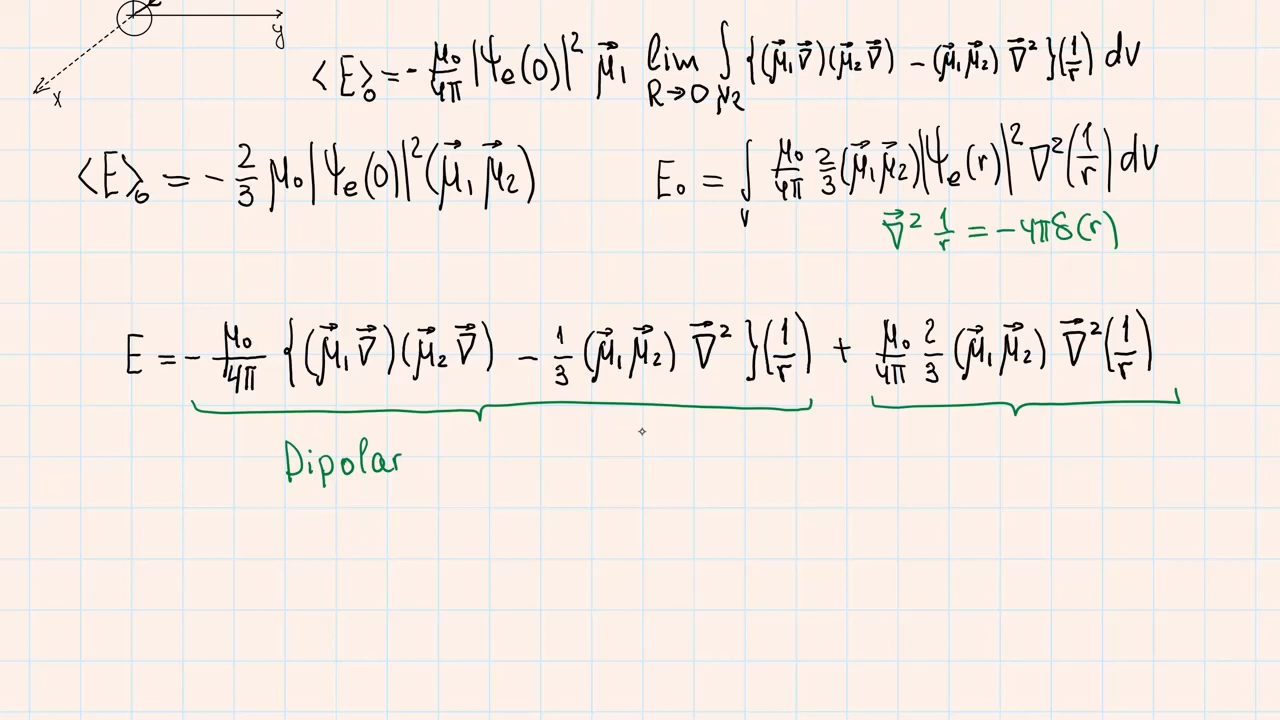 y
x
⟨E⟩₀ = - μ₀/4π |Ψₑ(0)|² μ⃗₁ lim R→0 ∫_V₂ {(μ⃗₁∇⃗)(μ⃗₂∇⃗) - (μ⃗₁μ⃗₂) ∇⃗²}(1/r) dv
⟨E⟩₀ = - 2/3 μ₀|Ψₑ(0)|²(μ⃗₁μ⃗₂)
E₀ = ∫_V μ₀/4π 2/3 (μ⃗₁μ⃗₂)|Ψₑ(r)|² ∇²(1/r) dv
∇⃗² 1/r = -4πδ(r)
E = - μ₀/4π {(μ⃗₁∇⃗)(μ⃗₂∇⃗) - 1/3 (μ⃗₁μ⃗₂) ∇⃗²}(1/r) + μ₀/4π 2/3 (μ⃗₁μ⃗₂) ∇⃗²(1/r)
Dipolar